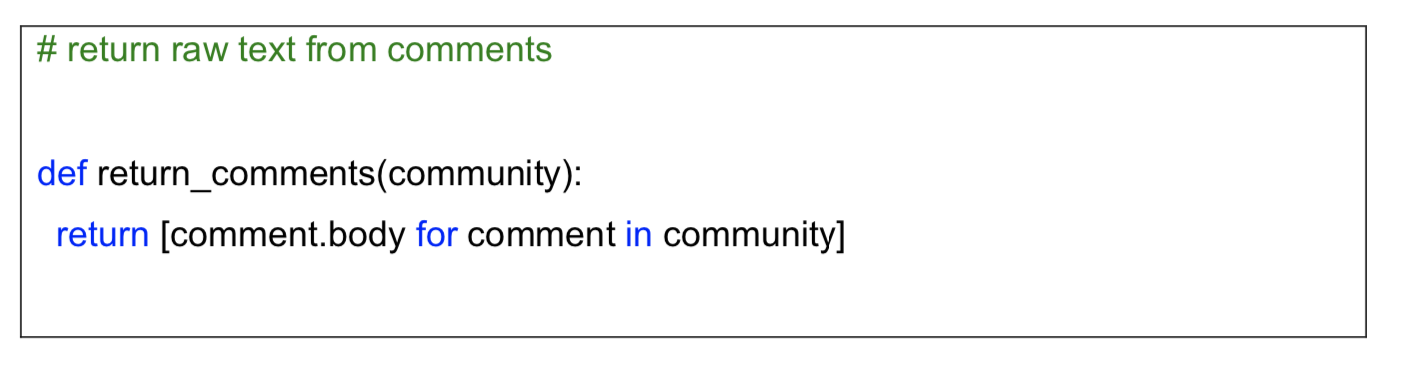 # return raw text from comments
def return_comments(community):
return [comment.body for comment in community]